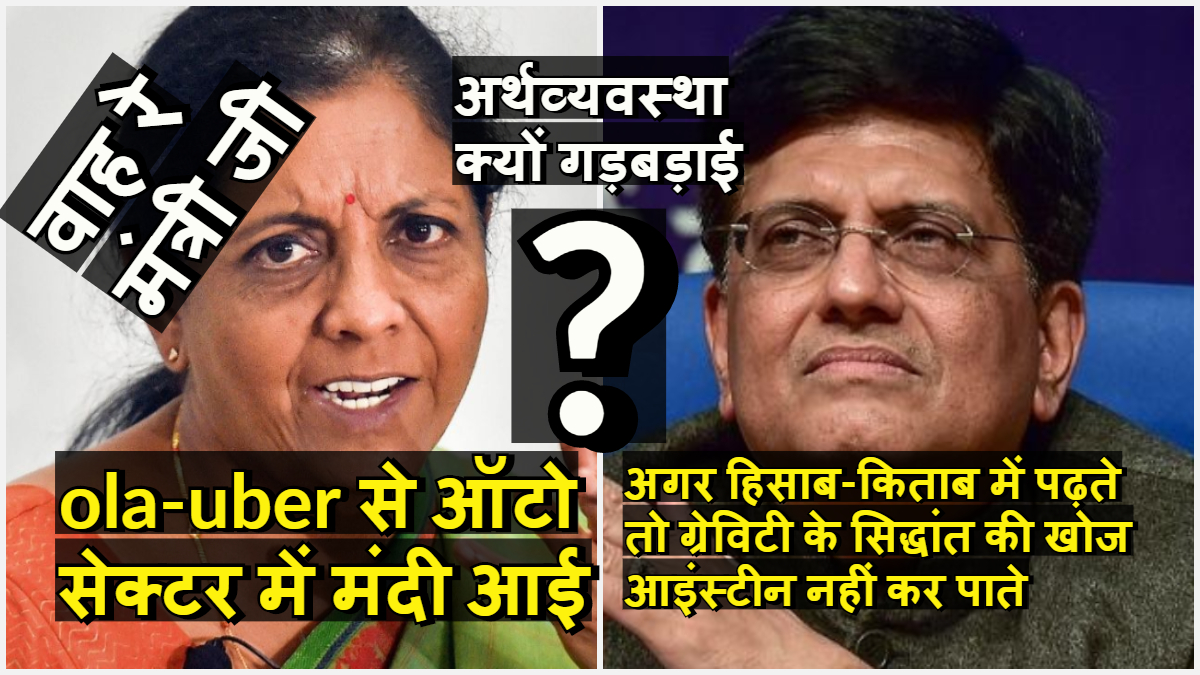 वाह रे
मंत्री जी
अर्थव्यवस्था
क्यों गड़बड़ाई
?
ola-uber से ऑटो
सेक्टर में मंदी आई
अगर हिसाब-किताब में पढ़ते
तो ग्रेविटी के सिद्धांत की खोज
आइंस्टीन नहीं कर पाते